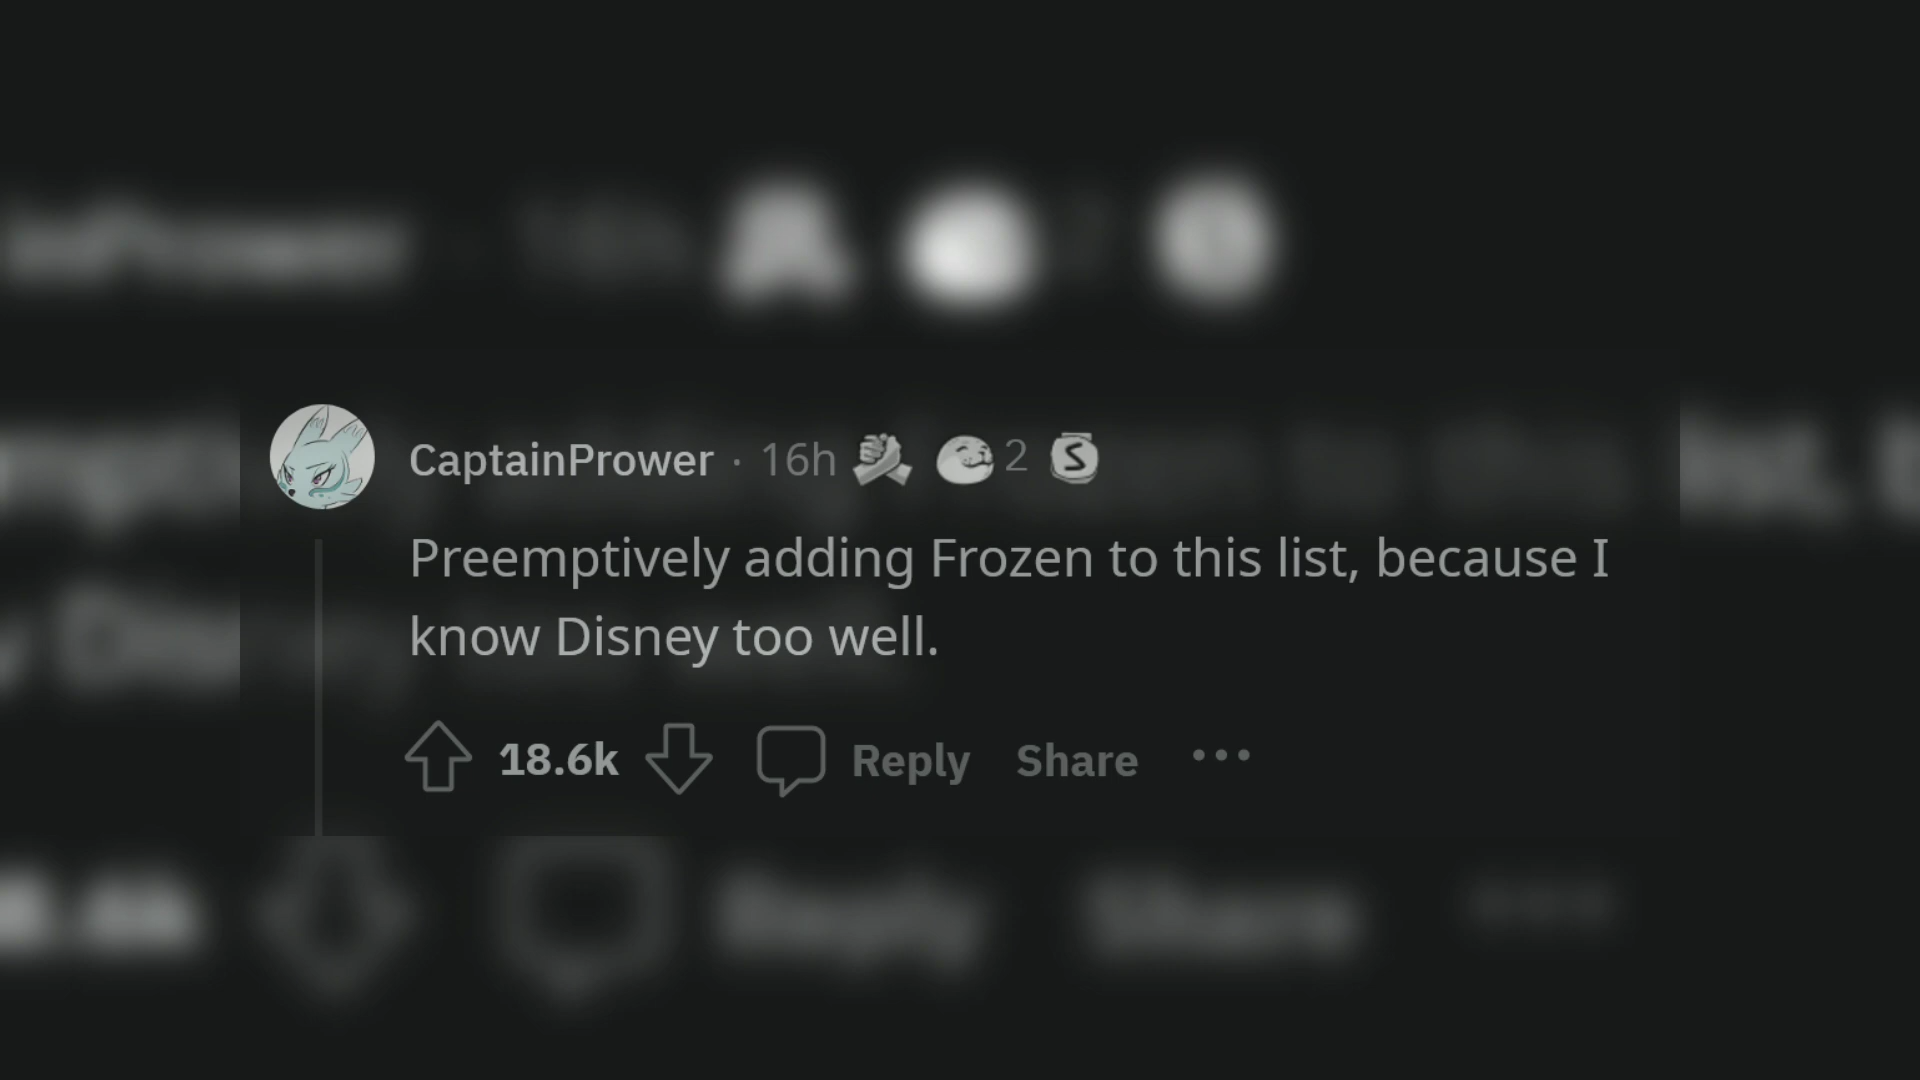 CaptainPrower · 16h 2 S
Preemptively adding Frozen to this list, because I
know Disney too well.
18.6k Reply Share